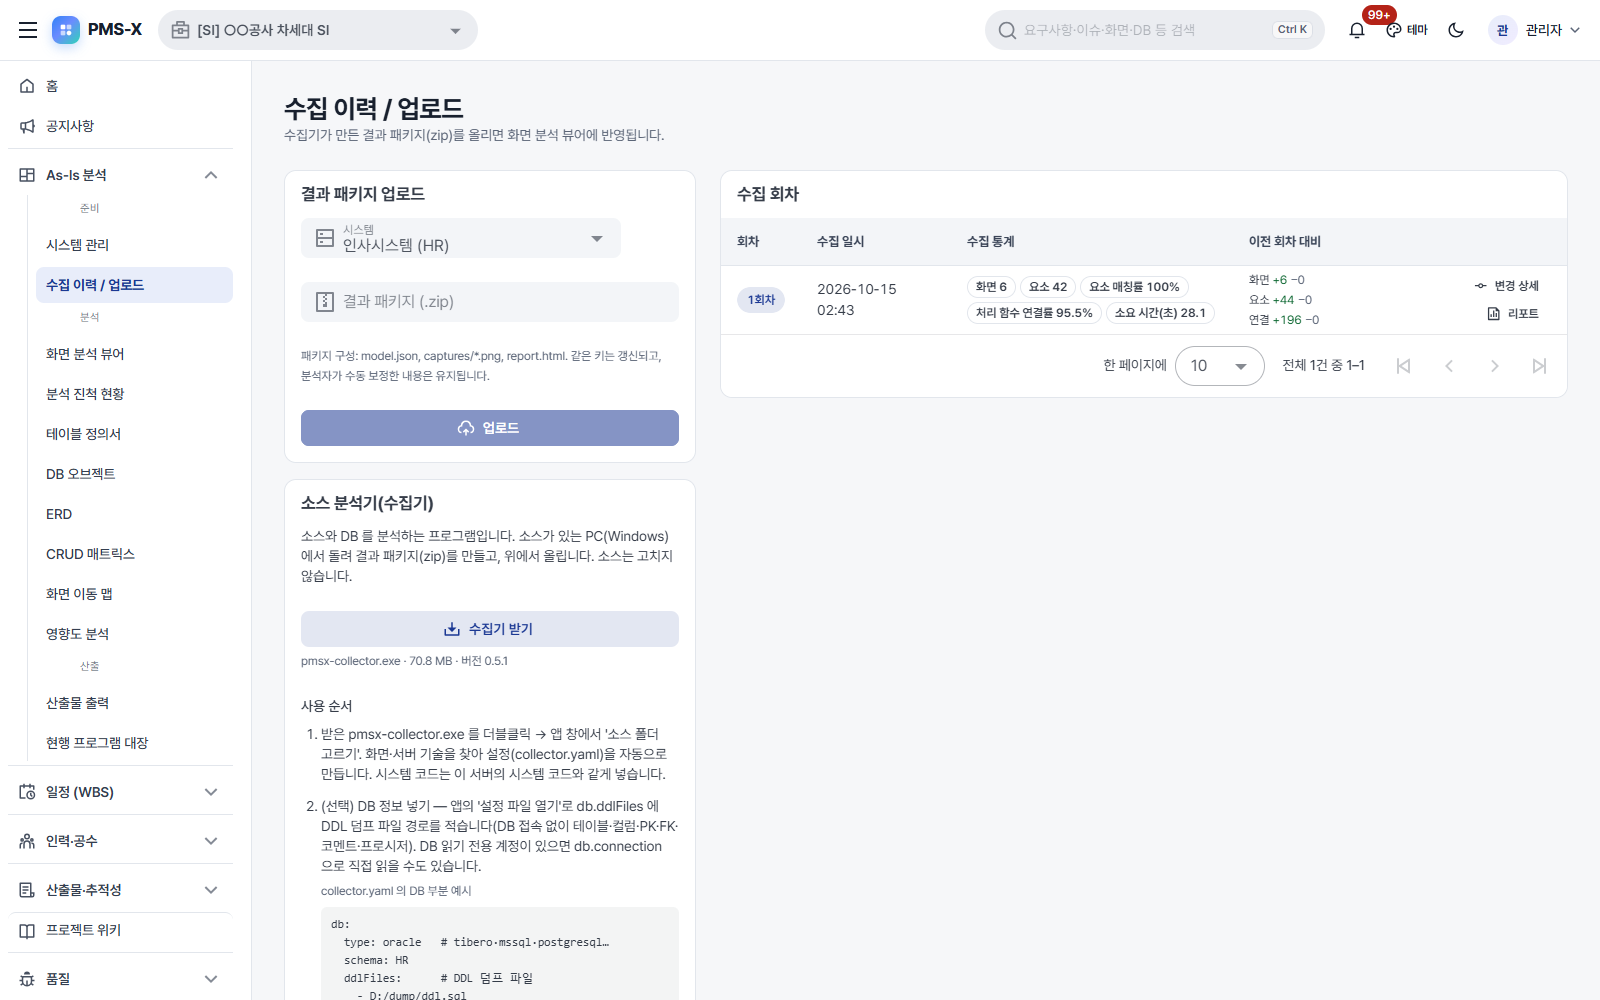 PMS-X
[SI] ○○공사 차세대 SI
요구사항·이슈·화면·DB 등 검색
Ctrl K
99+
테마
관
관리자
홈
공지사항
As-Is 분석
준비
시스템 관리
수집 이력 / 업로드
분석
화면 분석 뷰어
분석 진척 현황
테이블 정의서
DB 오브젝트
ERD
CRUD 매트릭스
화면 이동 맵
영향도 분석
산출
산출물 출력
현행 프로그램 대장
일정 (WBS)
인력·공수
산출물·추적성
프로젝트 위키
품질
수집 이력 / 업로드
수집기가 만든 결과 패키지(zip)를 올리면 화면 분석 뷰어에 반영됩니다.
결과 패키지 업로드
시스템
인사시스템 (HR)
결과 패키지 (.zip)
패키지 구성: model.json, captures/*.png, report.html. 같은 키는 갱신되고,
분석자가 수동 보정한 내용은 유지됩니다.
업로드
소스 분석기(수집기)
소스와 DB 를 분석하는 프로그램입니다. 소스가 있는 PC(Windows)
에서 돌려 결과 패키지(zip)를 만들고, 위에서 올립니다. 소스는 고치지
않습니다.
수집기 받기
pmsx-collector.exe · 70.8 MB · 버전 0.5.1
사용 순서
1. 받은 pmsx-collector.exe 를 더블클릭 → 앱 창에서 '소스 폴더
고르기'. 화면·서버 기술을 찾아 설정(collector.yaml)을 자동으로
만듭니다. 시스템 코드는 이 서버의 시스템 코드와 같게 넣습니다.
2. (선택) DB 정보 넣기 — 앱의 '설정 파일 열기'로 db.ddlFiles 에
DDL 덤프 파일 경로를 적습니다(DB 접속 없이 테이블·컬럼·PK·FK·
코멘트·프로시저). DB 읽기 전용 계정이 있으면 db.connection
으로 직접 읽을 수도 있습니다.
collector.yaml 의 DB 부분 예시
db:
type: oracle # tibero·mssql·postgresql…
schema: HR
ddlFiles: # DDL 덤프 파일
- D:/dump/ddl.sql
수집 회차
회차 수집 일시 수집 통계 이전 회차 대비
1회차
2026-10-15
02:43
화면 6 요소 42 요소 매칭률 100%
처리 함수 연결률 95.5% 소요 시간(초) 28.1
화면 +6 −0
요소 +44 −0
연결 +196 −0
변경 상세
리포트
한 페이지에 10 전체 1건 중 1–1